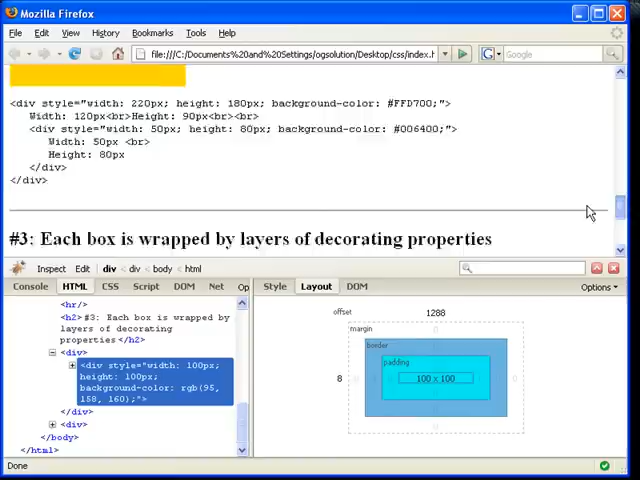 Mozilla Firefox
File Edit View History Bookmarks Tools Help
file:///C:/Documents%20and%20Settings/ogsolution/Desktop/css/index.h
Google
<div style="width: 220px; height: 180px; background-color: #FFD700;">
Width: 120px<br>Height: 90px<br><br>
<div style="width: 50px; height: 80px; background-color: #006400;">
Width: 50px <br>
Height: 80px
</div>
</div>
#3: Each box is wrapped by layers of decorating properties
Inspect Edit div < div < body < html
Console HTML CSS Script DOM Net Op
Style Layout DOM Options
<hr/>
<h2>#3: Each box is wrapped by
layers of decorating
properties</h2>
<div>
<div style="width: 100px;
height: 100px;
background-color: rgb(95,
158, 160);">
</div>
<div>
</body>
</html>
offset 1288
margin 0
border
padding
8 100 x 100 0
Done